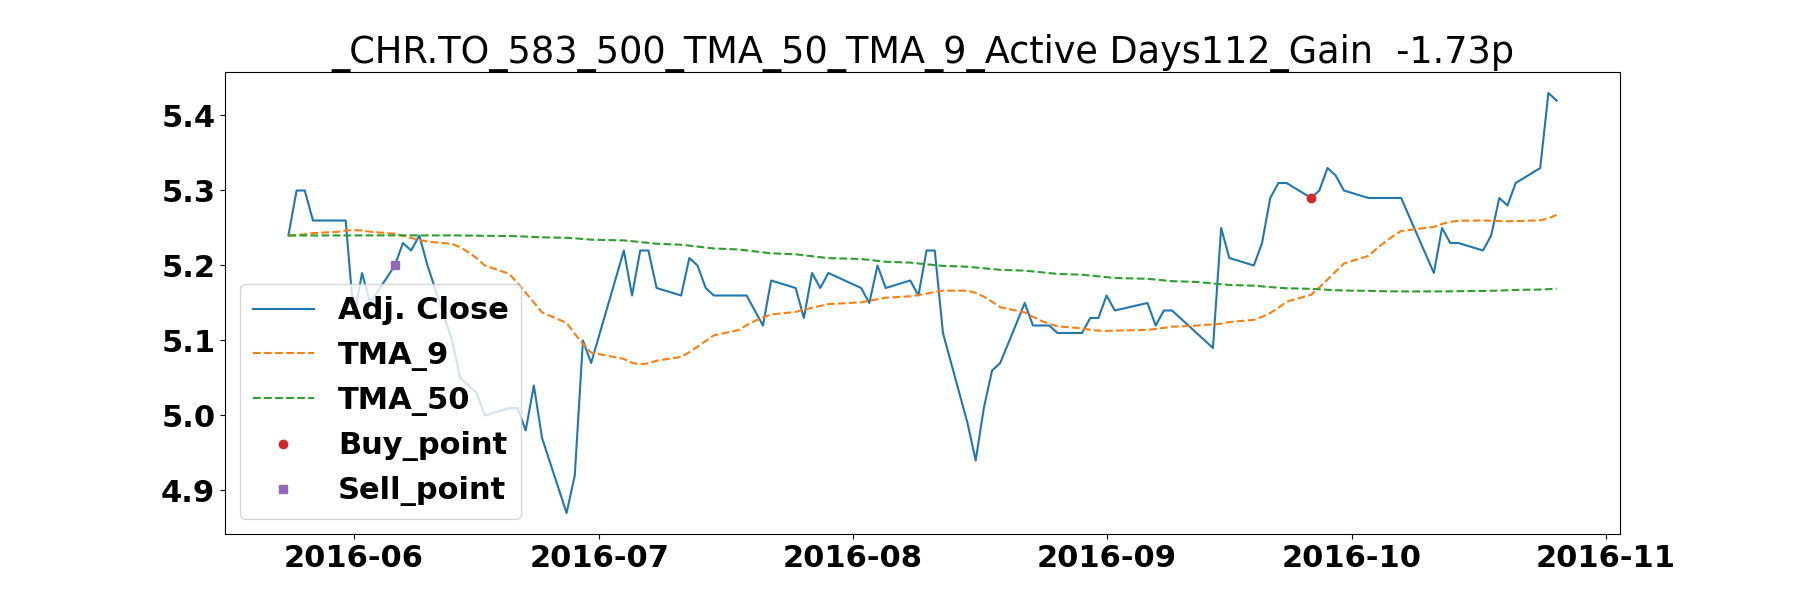 _CHR.TO_583_500_TMA_50_TMA_9_Active Days112_Gain  -1.73p
5.4
5.3
5.2
5.1
5.0
4.9
Adj. Close
TMA_9
TMA_50
Buy_point
Sell_point
2016-06 2016-07 2016-08 2016-09 2016-10 2016-11